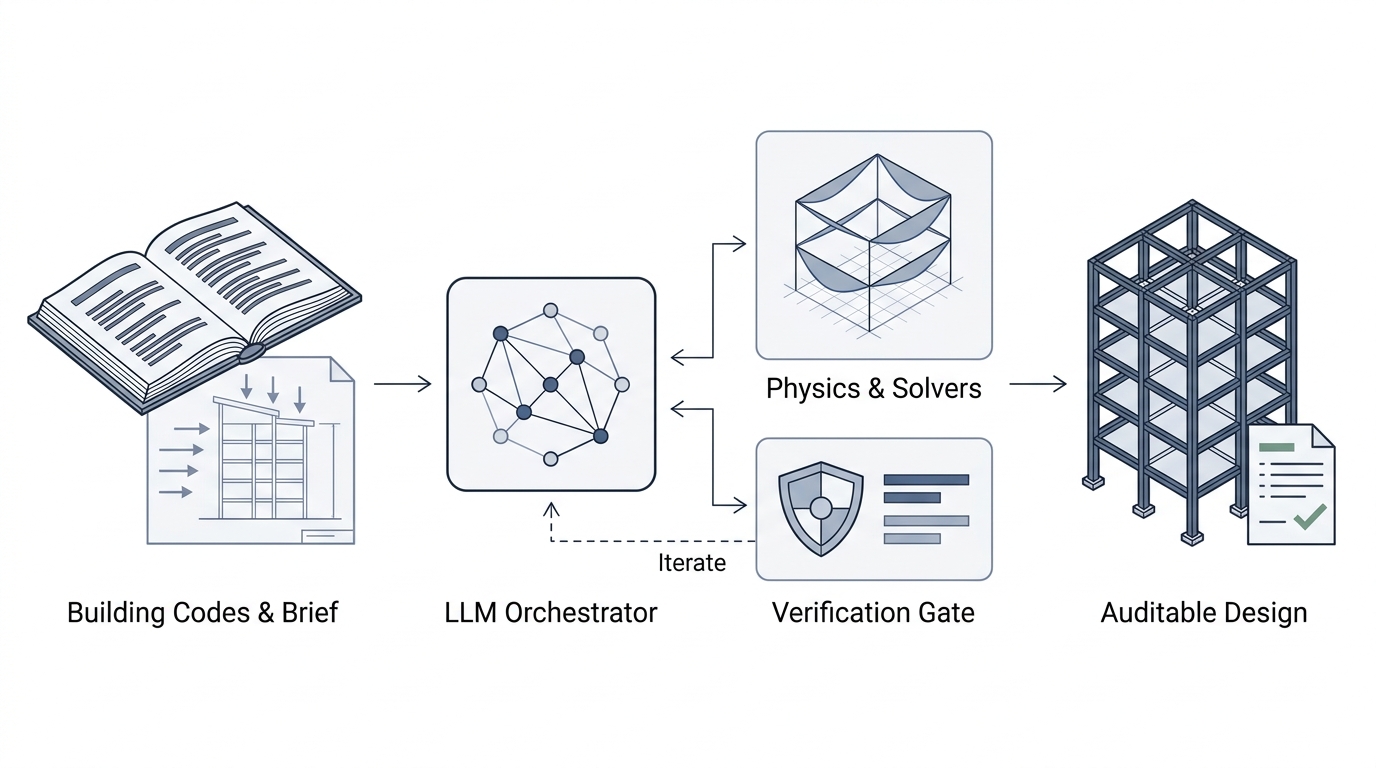 Physics & Solvers
Iterate
Building Codes & Brief
LLM Orchestrator
Verification Gate
Auditable Design